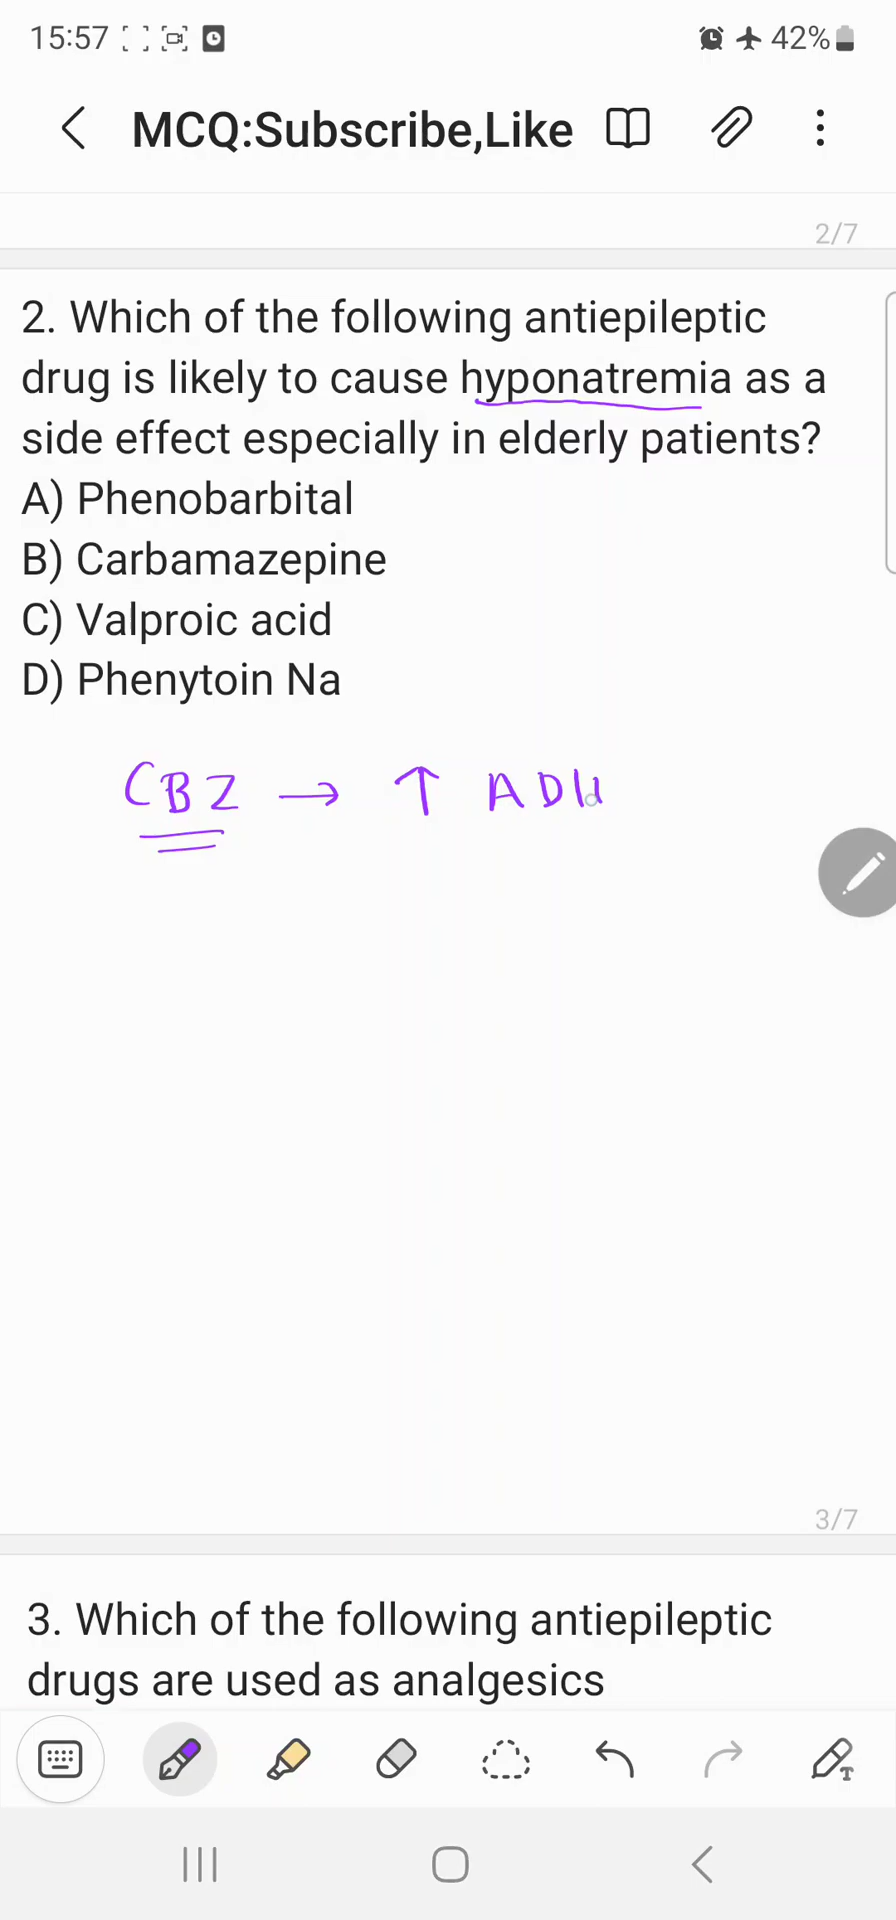 15:57 42%
MCQ:Subscribe,Like
2/7
2. Which of the following antiepileptic
drug is likely to cause hyponatremia as a
side effect especially in elderly patients?
A) Phenobarbital
B) Carbamazepine
C) Valproic acid
D) Phenytoin Na
CBZ → ↑ ADH
3/7
3. Which of the following antiepileptic
drugs are used as analgesics